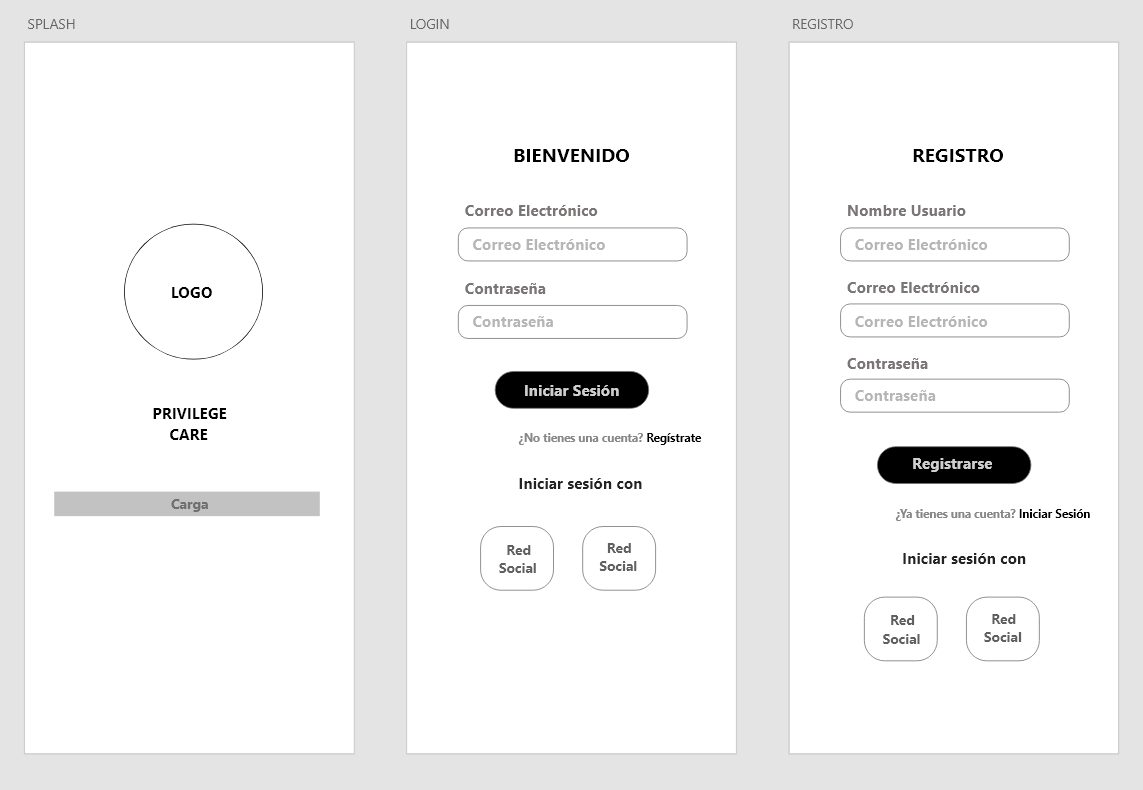 SPLASH
LOGO
PRIVILEGE
CARE
Carga
LOGIN
BIENVENIDO
Correo Electrónico
Correo Electrónico
Contraseña
Contraseña
Iniciar Sesión
¿No tienes una cuenta? Regístrate
Iniciar sesión con
Red
Social
Red
Social
REGISTRO
REGISTRO
Nombre Usuario
Correo Electrónico
Correo Electrónico
Correo Electrónico
Contraseña
Contraseña
Registrarse
¿Ya tienes una cuenta? Iniciar Sesión
Iniciar sesión con
Red
Social
Red
Social